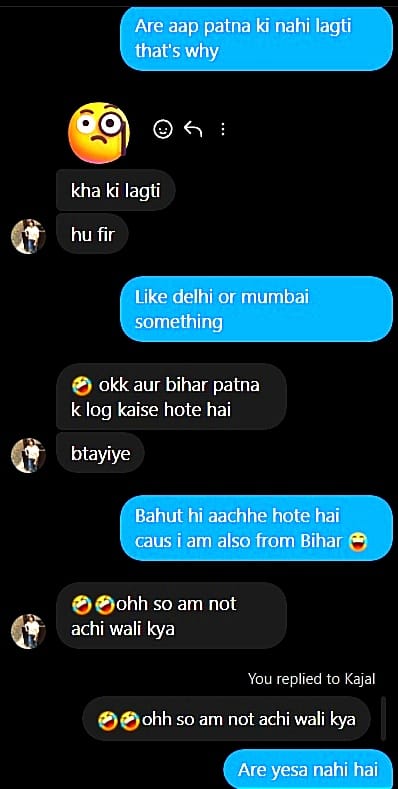 Are aap patna ki nahi lagti
that's why
kha ki lagti
hu fir
Like delhi or mumbai
something
🤣 okk aur bihar patna
k log kaise hote hai
btayiye
Bahut hi aachhe hote hai
caus i am also from Bihar 😂
🤣🤣ohh so am not
achi wali kya
You replied to Kajal
🤣🤣ohh so am not achi wali kya
Are yesa nahi hai